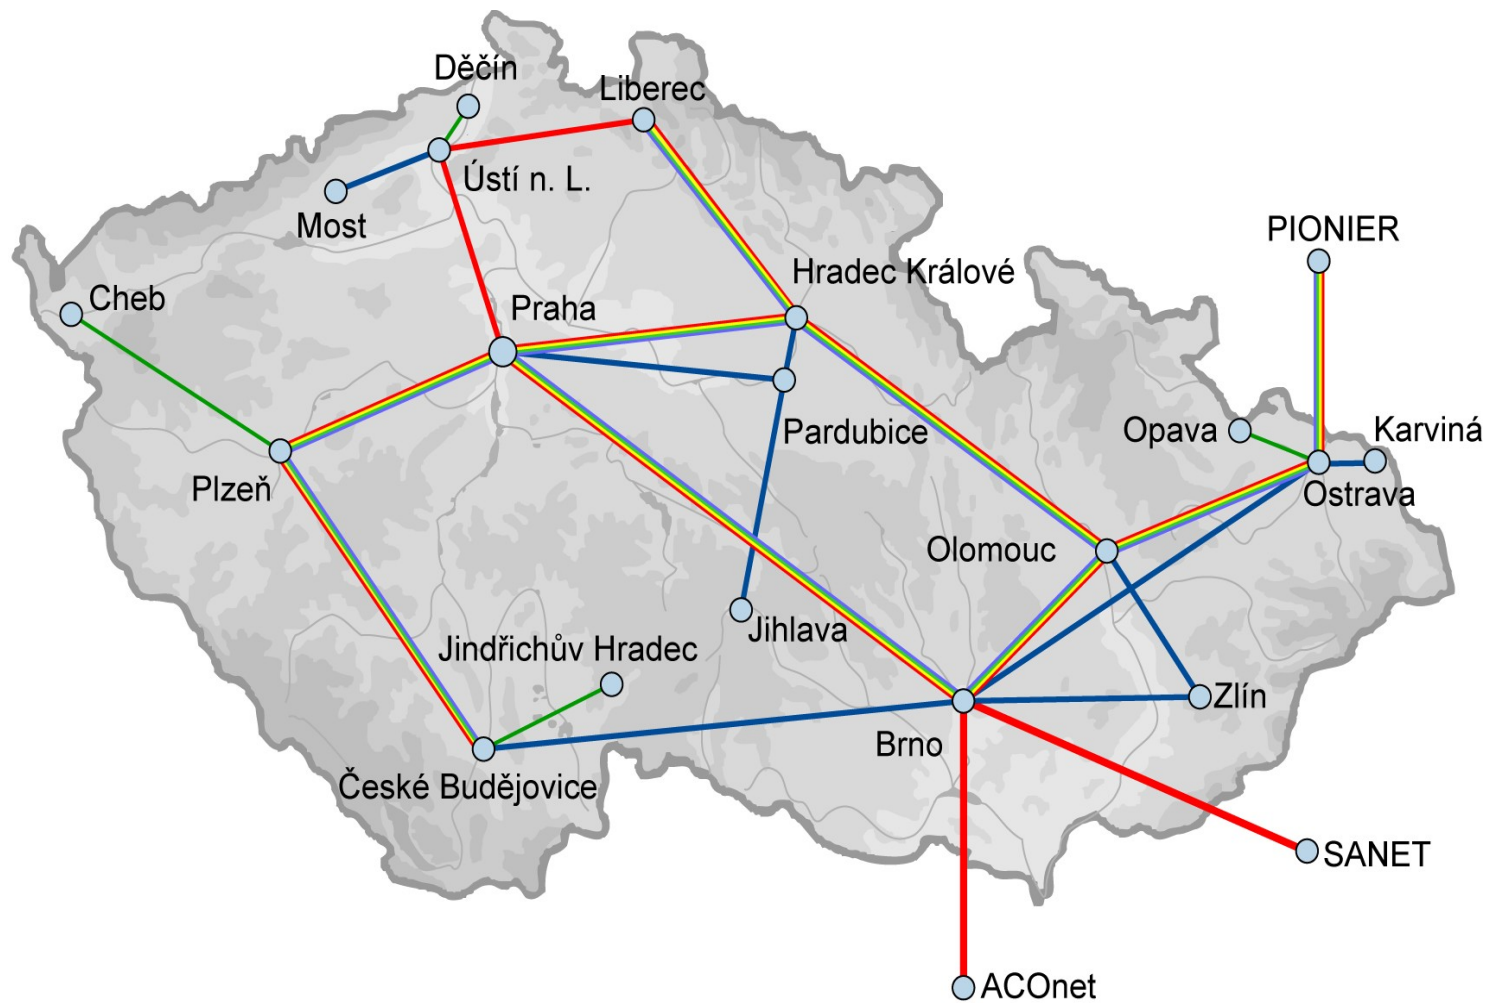 Děčín
Liberec
Ústí n. L.
Most
PIONIER
Hradec Králové
Cheb
Praha
Opava
Karviná
Pardubice
Plzeň
Ostrava
Olomouc
Jihlava
Jindřichův Hradec
Zlín
Brno
České Budějovice
SANET
ACOnet